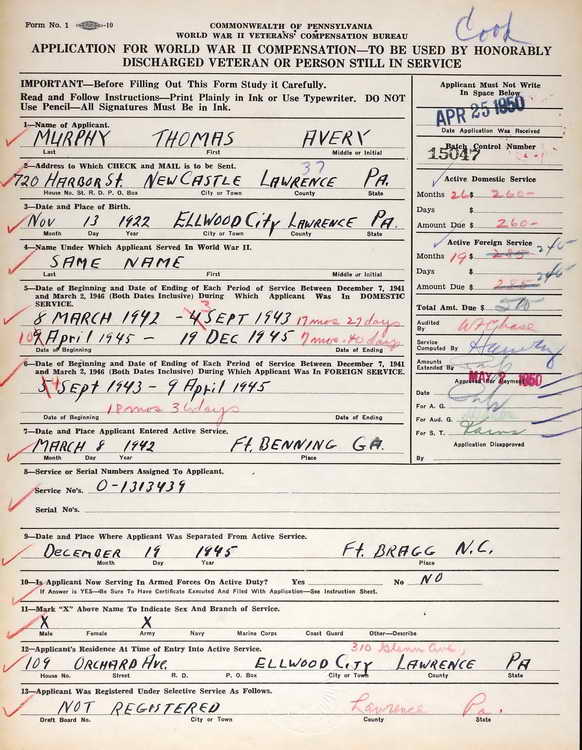 Form No. 1 -10
COMMONWEALTH OF PENNSYLVANIA
WORLD WAR II VETERANS' COMPENSATION BUREAU
Cook
APPLICATION FOR WORLD WAR II COMPENSATION—TO BE USED BY HONORABLY
DISCHARGED VETERAN OR PERSON STILL IN SERVICE
IMPORTANT—Before Filling Out This Form Study it Carefully.
Read and Follow Instructions—Print Plainly in Ink or Use Typewriter. DO NOT
Use Pencil—All Signatures Must Be in Ink.
Applicant Must Not Write
In Space Below
APR 25 1950
Date Application Was Received
Batch Control Number
15047
1—Name of Applicant.
MURPHY THOMAS AVERY
Last First Middle or Initial
2—Address to Which CHECK and MAIL is to be Sent.
37
720 HARBOR St. NEW CASTLE LAWRENCE PA.
House No. St. R. D. P. O. Box City or Town County State
3—Date and Place of Birth.
NOV 13 1922 ELLWOOD CITY LAWRENCE PA.
Month Day Year City or Town County State
4—Name Under Which Applicant Served In World War II.
SAME NAME
Last First Middle or Initial
5—Date of Beginning and Ending of Each Period of Service Between December 7, 1941
and March 2, 1946 (Both Dates Inclusive) During Which Applicant Was In DOMESTIC
SERVICE.
3
8 MARCH 1942 - 4 SEPT 1943 17 mos 27 days
10 9 April 1945 - 19 DEC 1945
Date of Beginning Date of Ending
6—Date of Beginning and Ending of Each Period of Service Between December 7, 1941
and March 2, 1946 (Both Dates Inclusive) During Which Applicant Was In FOREIGN SERVICE.
5 4 Sept 1943 - 9 April 1945
18 mos 36 days
Date of Beginning Date of Ending
7—Date and Place Applicant Entered Active Service.
MARCH 8 1942 Ft. BENNING GA.
Month Day Year Place
8—Service or Serial Numbers Assigned To Applicant.
Service No's. O-1313439
Serial No's.
9—Date and Place Where Applicant Was Separated From Active Service.
DECEMBER 19 1945 Ft. BRAGG N.C.
Month Day Year Place
10—Is Applicant Now Serving In Armed Forces On Active Duty? Yes No NO
If Answer is YES—Be Sure To Have Certificate Executed And Filed With Application—See Instruction Sheet.
11—Mark "X" Above Name To Indicate Sex And Branch of Service.
X X
Male Female Army Navy Marine Corps Coast Guard Other—Describe
12—Applicant's Residence At Time of Entry Into Active Service. 310 Glenn Ave.,
109 ORCHARD AVE. ELLWOOD CITY LAWRENCE PA
House No. Street R. D. P. O. Box City or Town County State
13—Applicant Was Registered Under Selective Service As Follows.
NOT REGISTERED Lawrence Pa.
Draft Board No. City or Town County State
Active Domestic Service
Months 26 $ 260-
Days $
Amount Due $ 260-
Active Foreign Service
Months 19 $ 285 240-
Days $
Amount Due $ 285 240-
Total Amt. Due $
Audited By
Service Computed By
Amounts Extended By
Approved For Payment
MAY 2 1950
Date
For A. G.
For Aud. G.
For S. T.
Application Disapproved
By